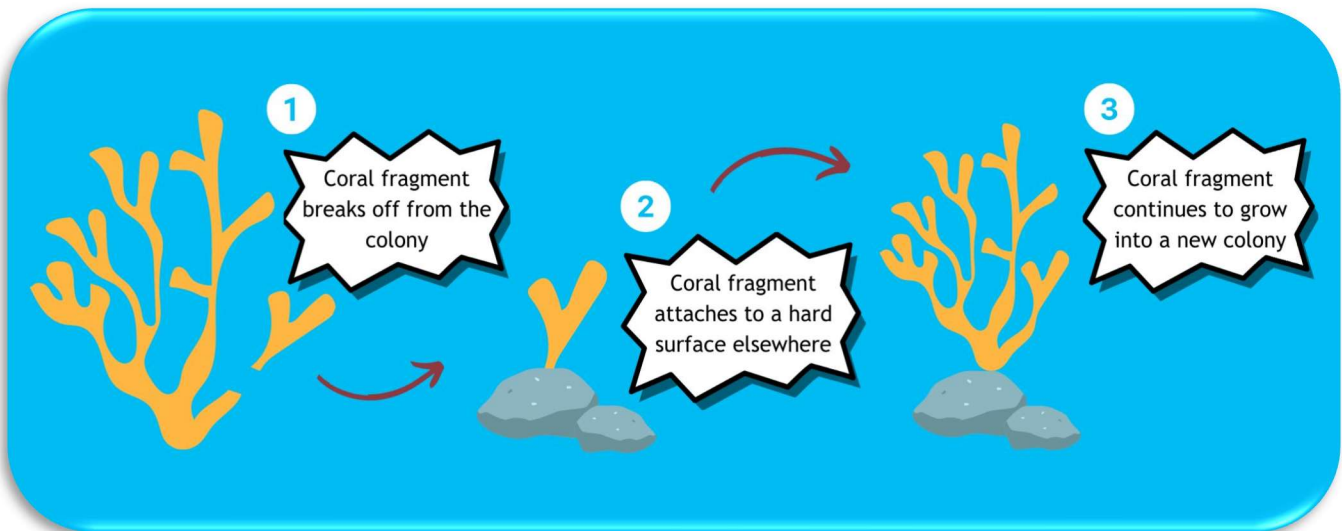 1
Coral fragment
breaks off from the
colony
2
Coral fragment
attaches to a hard
surface elsewhere
3
Coral fragment
continues to grow
into a new colony